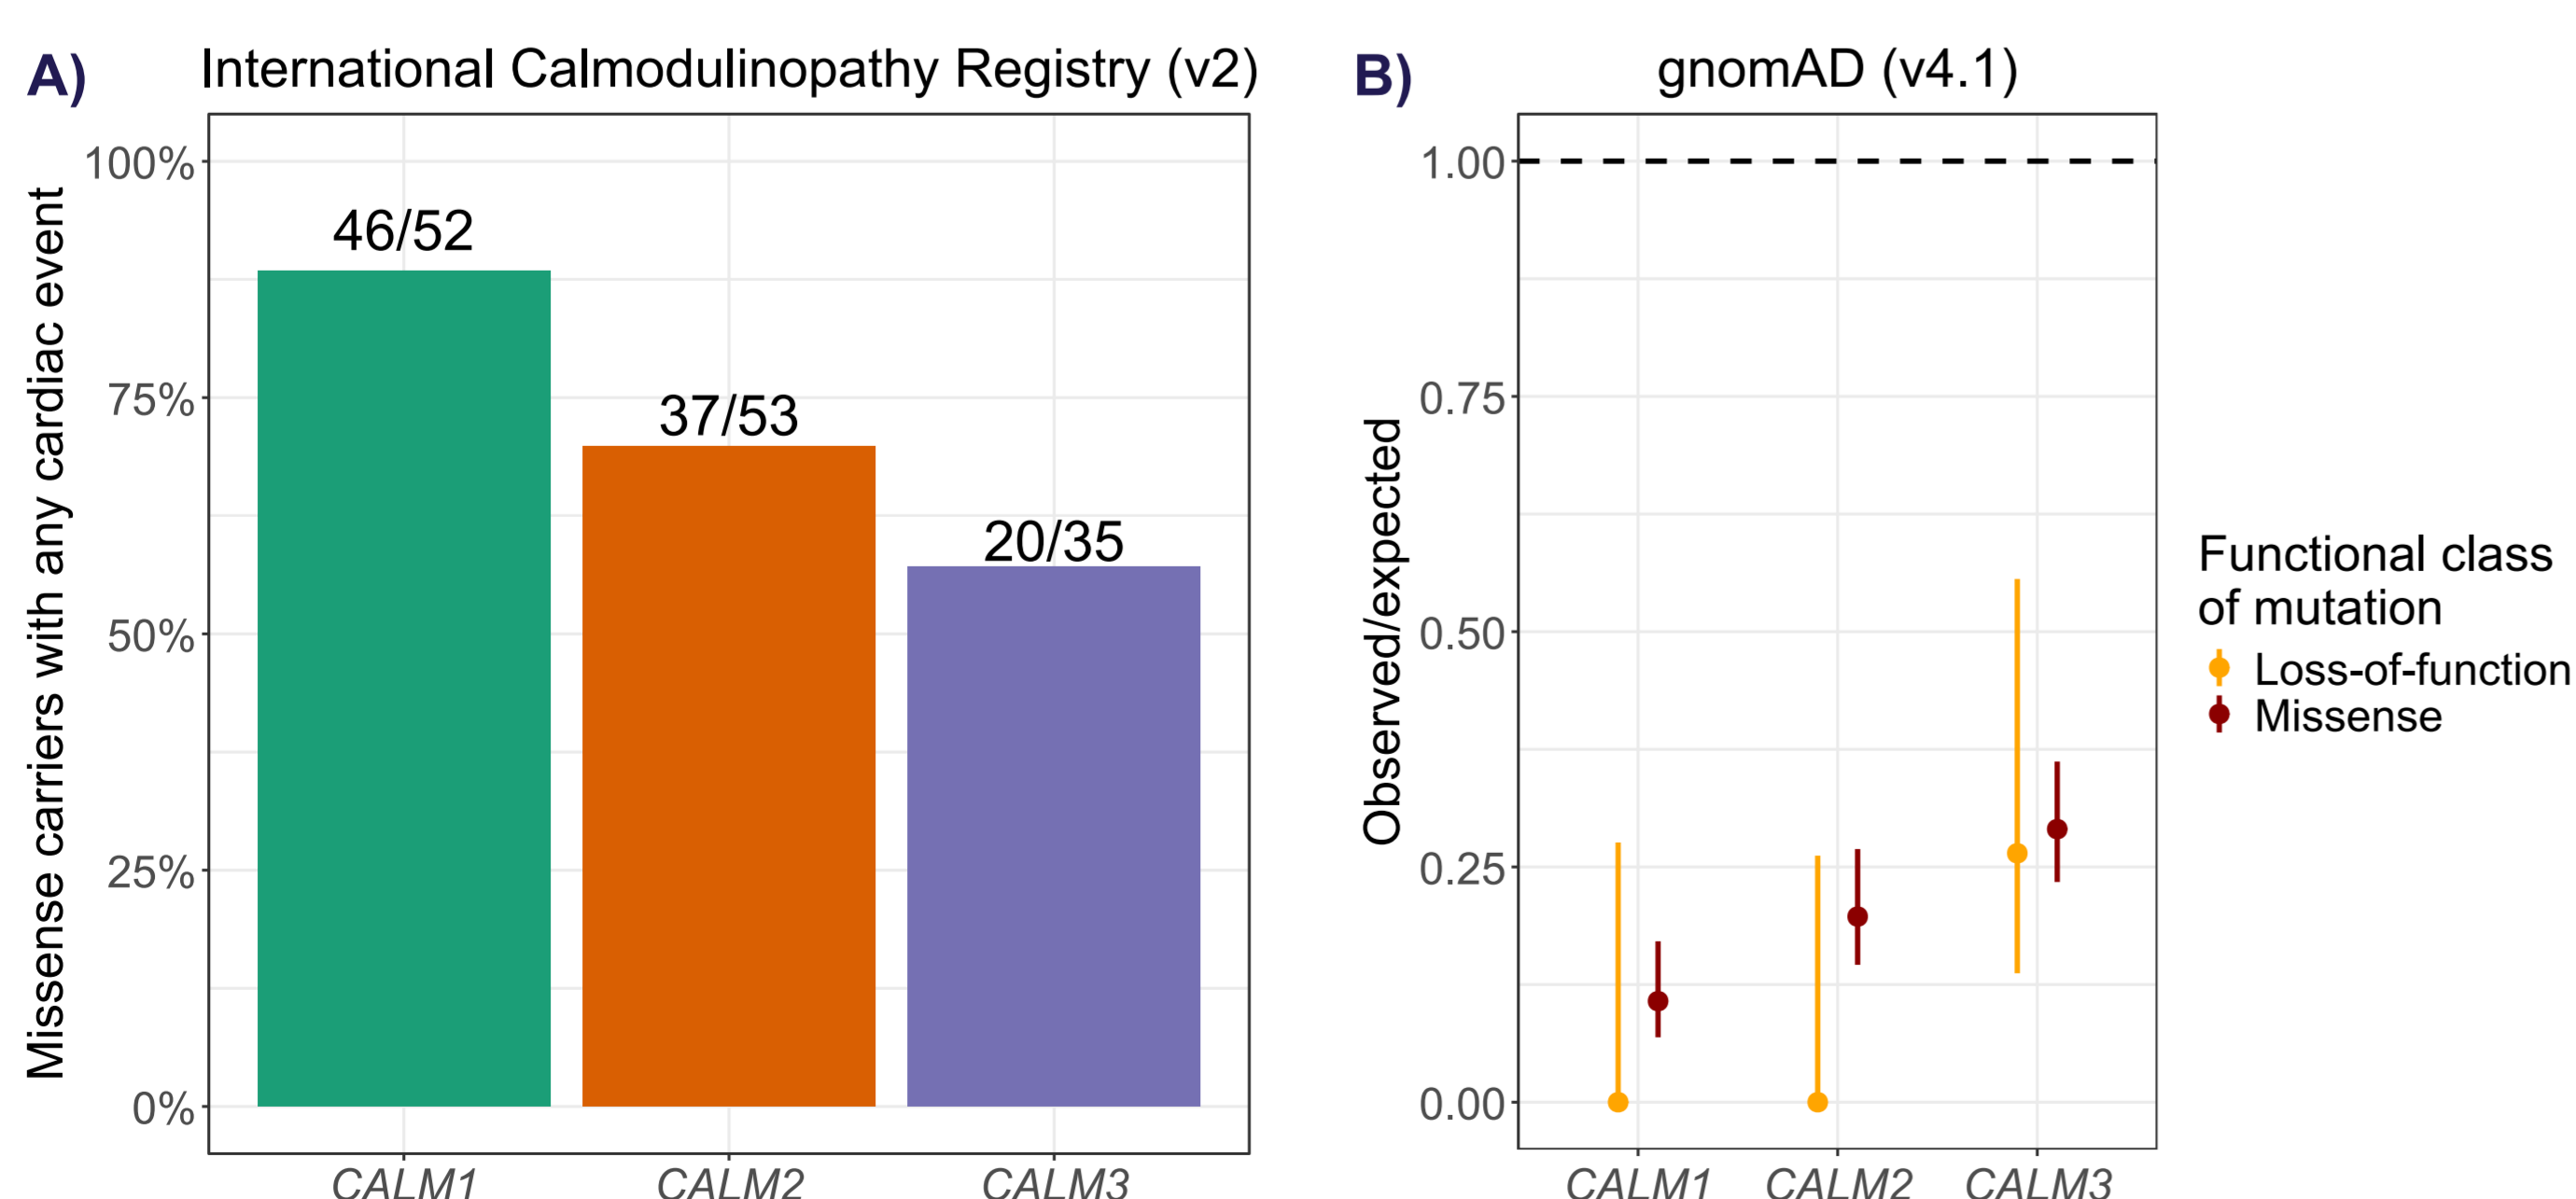 A)
International Calmodulinopathy Registry (v2)
Missense carriers with any cardiac event
100%
75%
50%
25%
0%
46/52
37/53
20/35
CALM1
CALM2
CALM3
B)
gnomAD (v4.1)
Observed/expected
1.00
0.75
0.50
0.25
0.00
CALM1
CALM2
CALM3
Functional class
of mutation
Loss-of-function
Missense